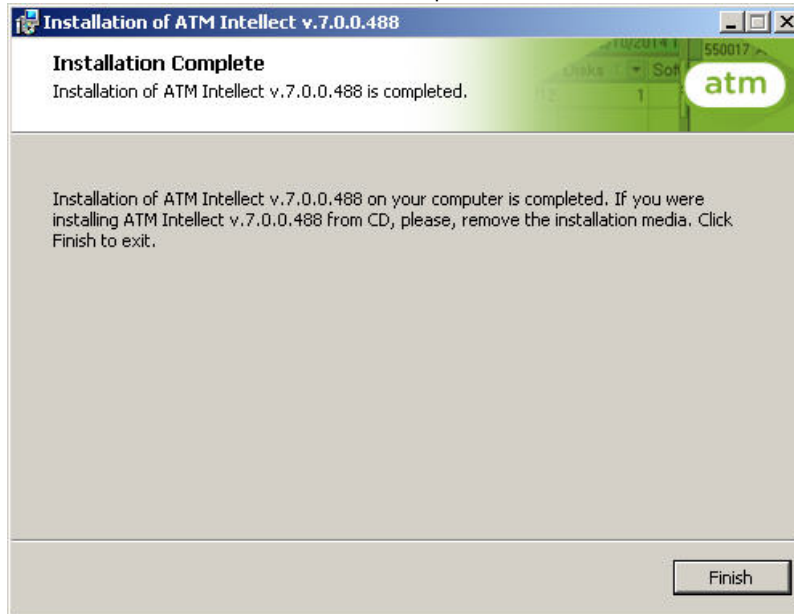 Installation of ATM Intellect v.7.0.0.488
Installation Complete
Installation of ATM Intellect v.7.0.0.488 is completed.
550017
1
atm
Installation of ATM Intellect v.7.0.0.488 on your computer is completed. If you were
installing ATM Intellect v.7.0.0.488 from CD, please, remove the installation media. Click
Finish to exit.
Finish